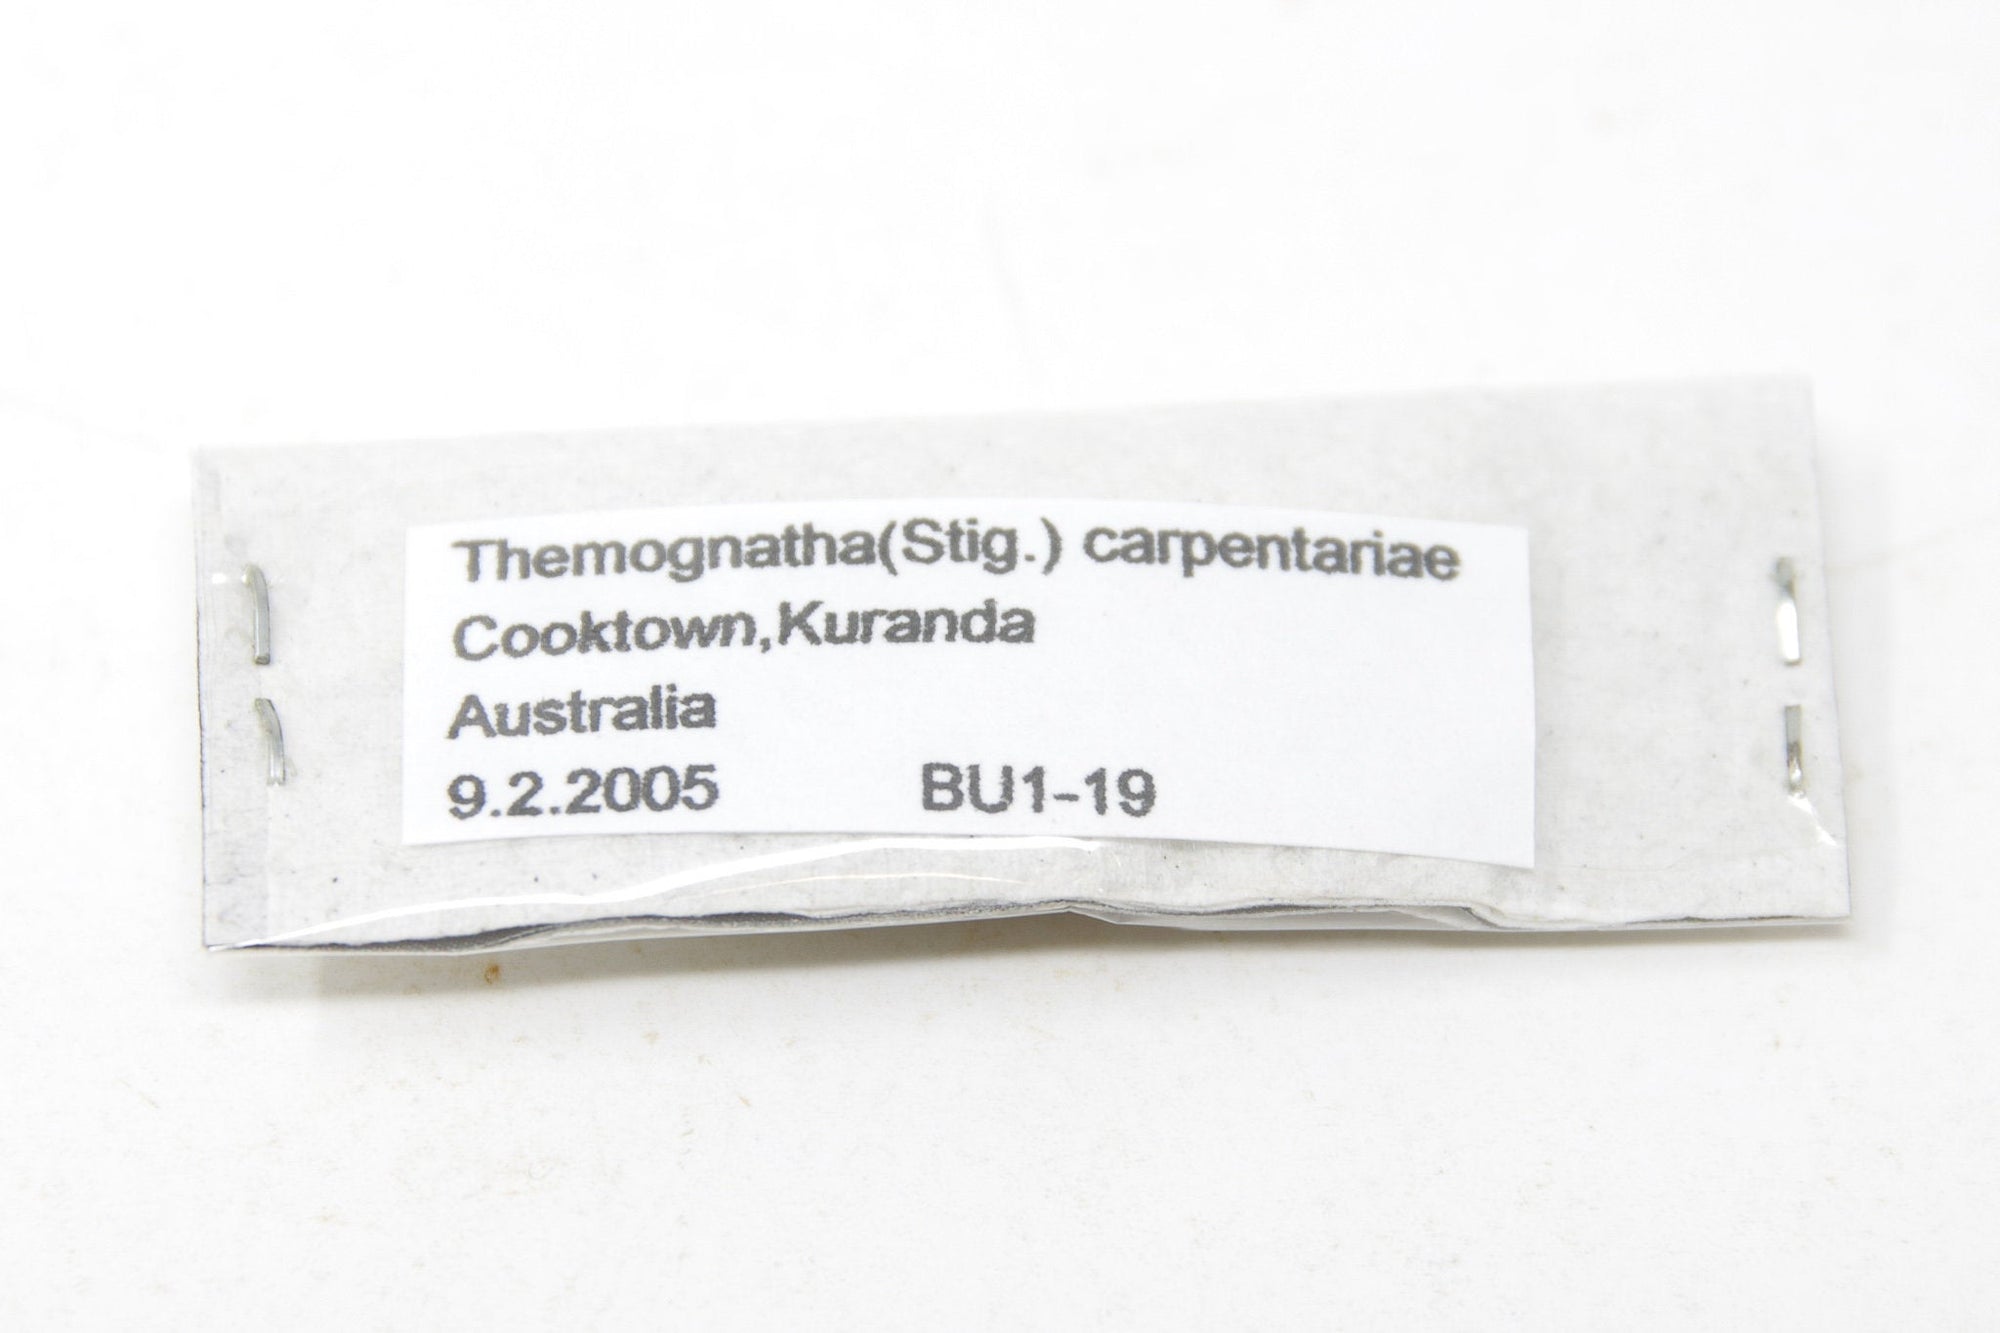 Themognatha(Stig.) carpentariae
Cooktown,Kuranda
Australia
9.2.2005 BU1-19